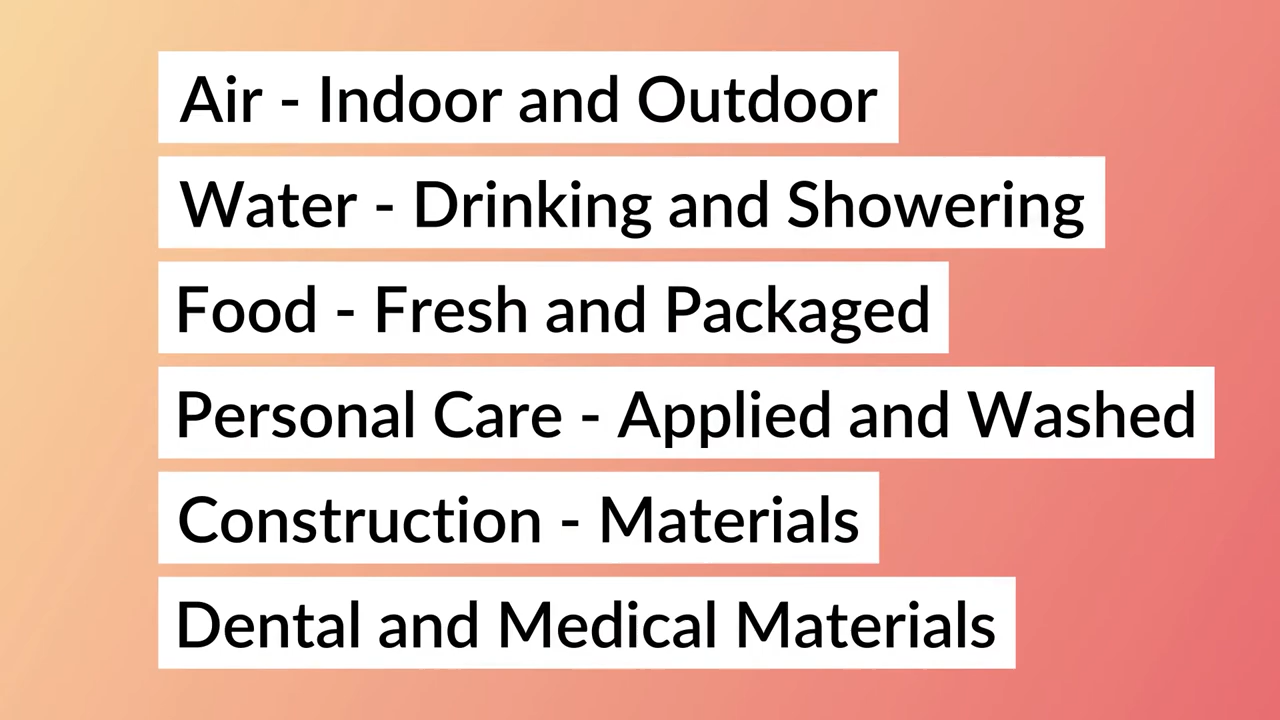 Air - Indoor and Outdoor
Water - Drinking and Showering
Food - Fresh and Packaged
Personal Care - Applied and Washed
Construction - Materials
Dental and Medical Materials